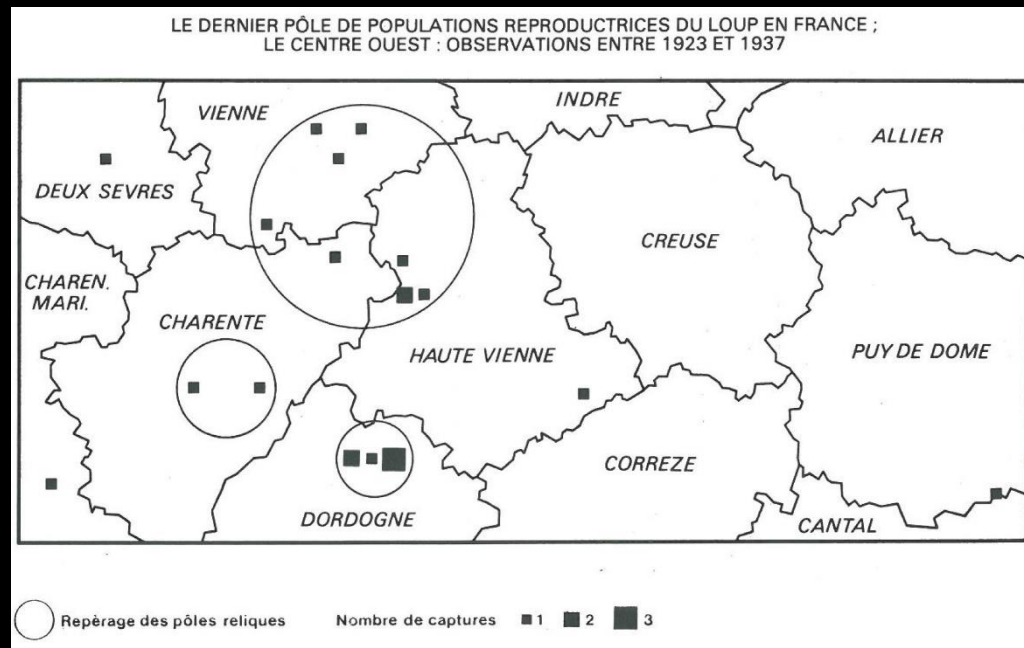 LE DERNIER PÔLE DE POPULATIONS REPRODUCTRICES DU LOUP EN FRANCE ;
LE CENTRE OUEST : OBSERVATIONS ENTRE 1923 ET 1937
VIENNE
INDRE
ALLIER
DEUX SEVRES
CREUSE
CHAREN.
MARI.
CHARENTE
HAUTE VIENNE
PUY DE DOME
CORREZE
DORDOGNE
CANTAL
Repèrage des pôles reliques Nombre de captures 1 2 3